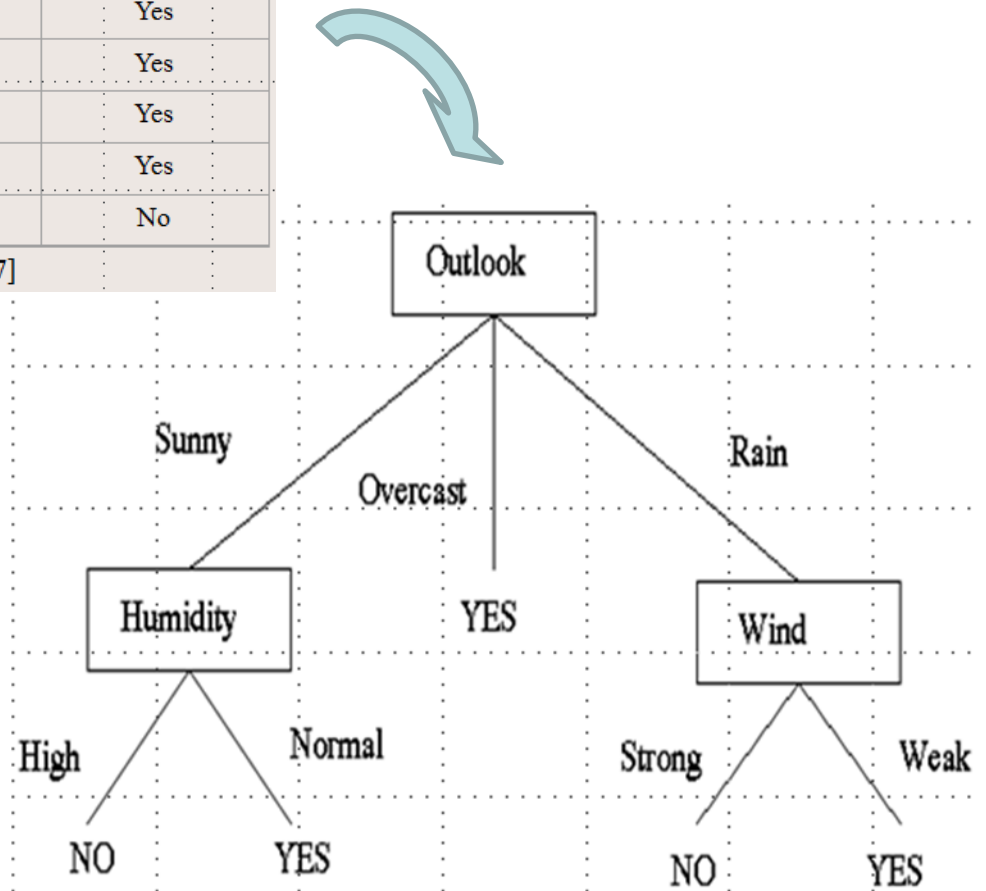 Yes
Yes
Yes
Yes
No
7]
Outlook
Sunny
Overcast
Rain
Humidity
YES
Wind
High
Normal
Strong
Weak
NO
YES
NO
YES